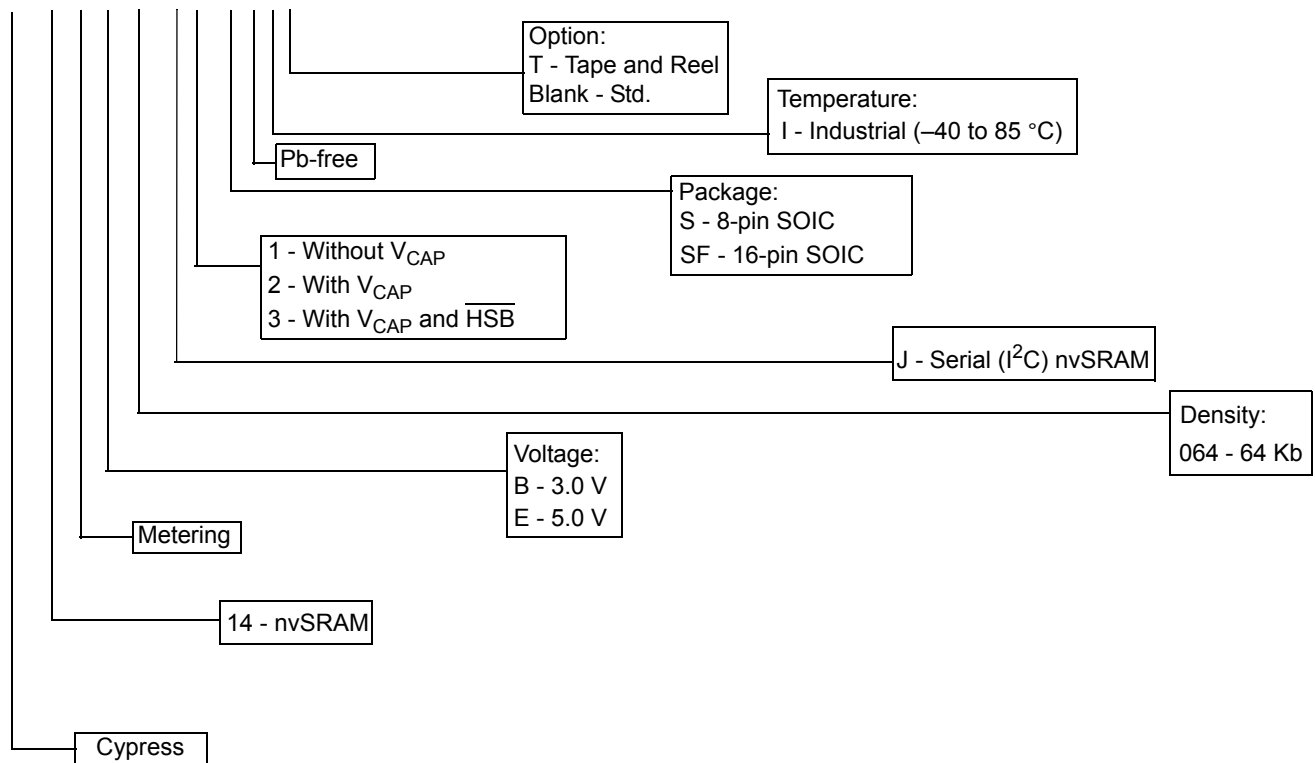 Option:
T - Tape and Reel
Blank - Std.
Temperature:
I - Industrial (–40 to 85 °C)
Pb-free
Package:
S - 8-pin SOIC
SF - 16-pin SOIC
1 - Without VCAP
2 - With VCAP
3 - With VCAP and HSB
J - Serial (I2C) nvSRAM
Density:
064 - 64 Kb
Voltage:
B - 3.0 V
E - 5.0 V
Metering
14 - nvSRAM
Cypress